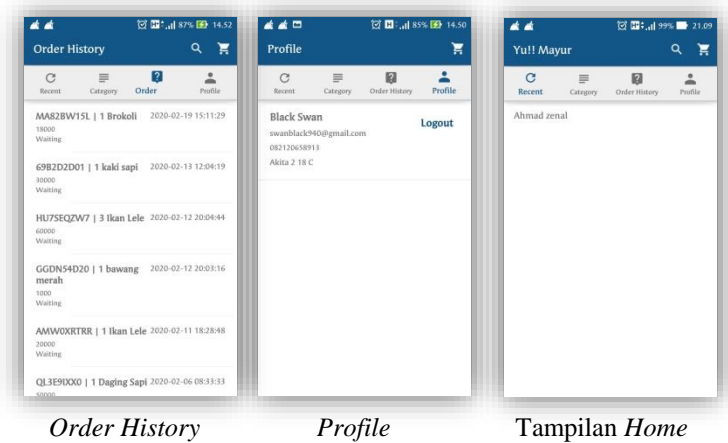 87% 14.52
Order History
Recent Category Order Profile
MA82BW15L | 1 Brokoli 2020-02-19 15:11:29
18000
Waiting
69B2D2D01 | 1 kaki sapi 2020-02-13 12:04:19
30000
Waiting
HU7SEQZW7 | 3 Ikan Lele 2020-02-12 20:04:44
60000
Waiting
GGDN54D20 | 1 bawang 2020-02-12 20:03:16
merah
1000
Waiting
AMW0XRTRR | 1 Ikan Lele 2020-02-11 18:28:48
20000
Waiting
QL3E9IXX0 | 1 Daging Sapi 2020-02-06 08:33:33
50000
Order History
85% 14.50
Profile
Recent Category Order History Profile
Black Swan
Logout
swanblack940@gmail.com
082120658913
Akita 2 18 C
Profile
99% 21.09
Yu!! Mayur
Recent Category Order History Profile
Ahmad zenal
Tampilan Home